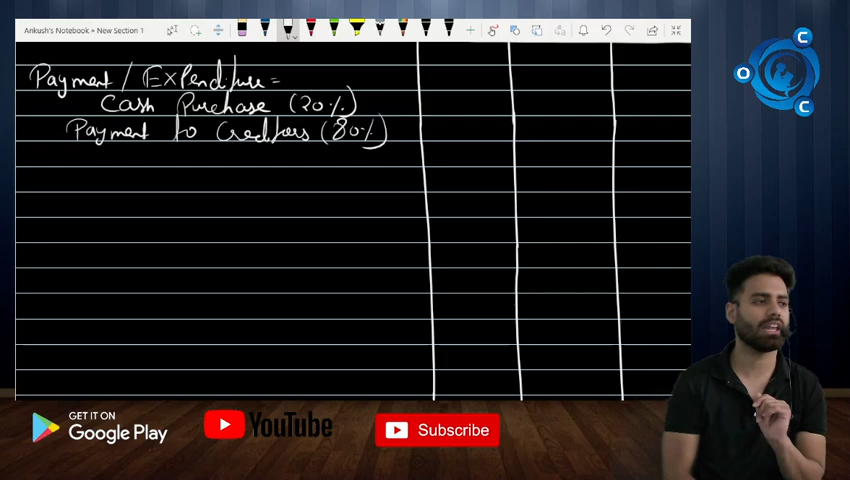 Ankush's Notebook » New Section 1
Payment / Expenditure =
Cash Purchase (20%)
Payment to Creditors (80%)
O
C
C
GET IT ON
Google Play
YouTube
Subscribe